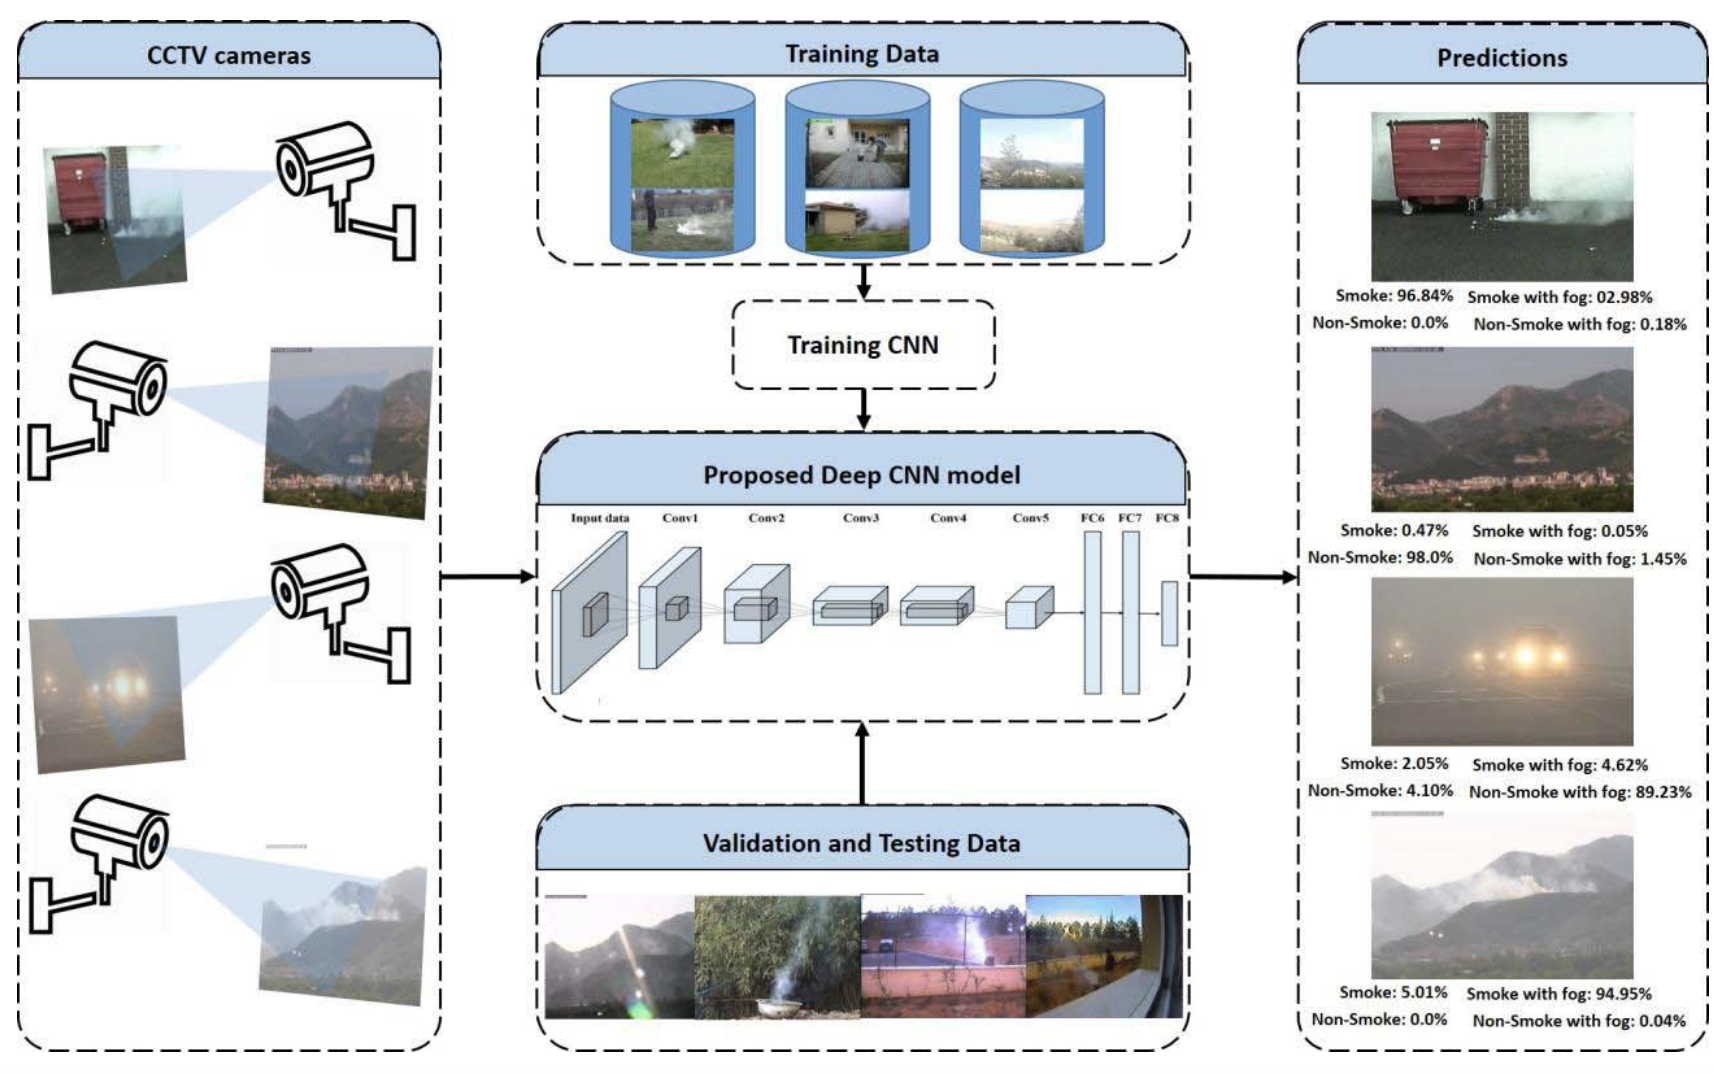 CCTV cameras
Training Data
Training CNN
Proposed Deep CNN model
Input data Conv1 Conv2 Conv3 Conv4 Conv5 FC6 FC7 FC8
Validation and Testing Data
Predictions
Smoke: 96.84% Smoke with fog: 02.98%
Non-Smoke: 0.0% Non-Smoke with fog: 0.18%
Smoke: 0.47% Smoke with fog: 0.05%
Non-Smoke: 98.0% Non-Smoke with fog: 1.45%
Smoke: 2.05% Smoke with fog: 4.62%
Non-Smoke: 4.10% Non-Smoke with fog: 89.23%
Smoke: 5.01% Smoke with fog: 94.95%
Non-Smoke: 0.0% Non-Smoke with fog: 0.04%